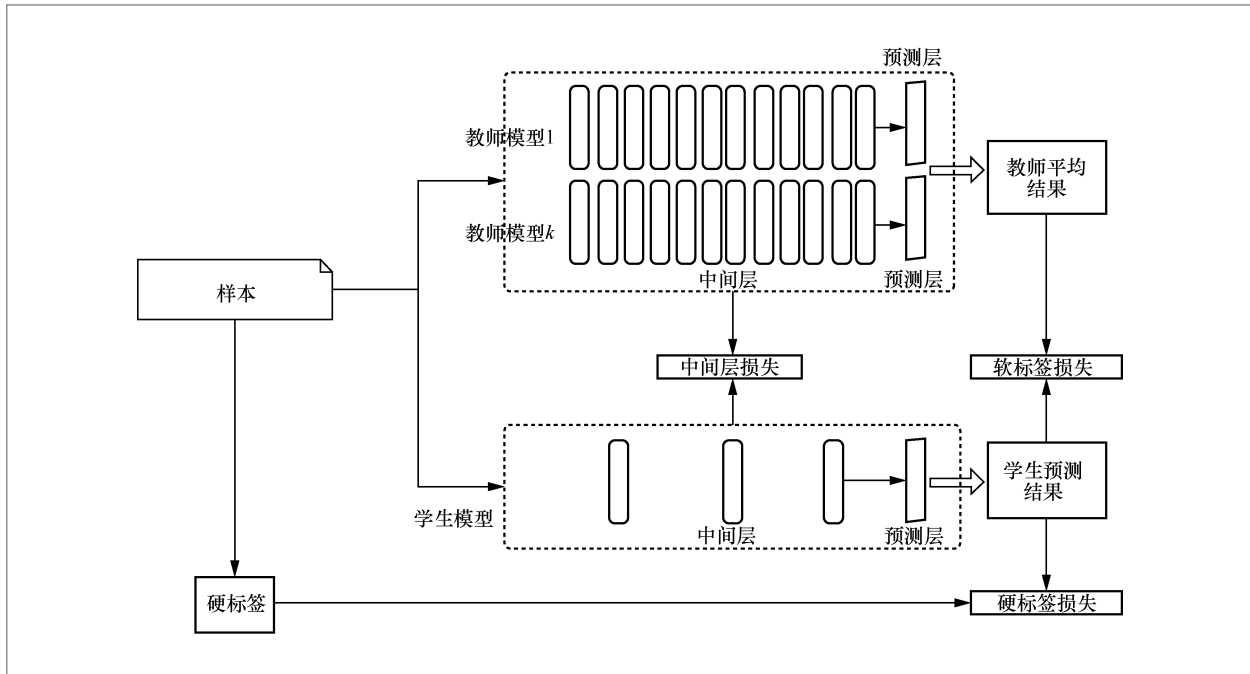 预测层
教师模型1
教师平均
结果
教师模型k
中间层
预测层
样本
中间层损失
软标签损失
学生预测
结果
学生模型
中间层
预测层
硬标签
硬标签损失